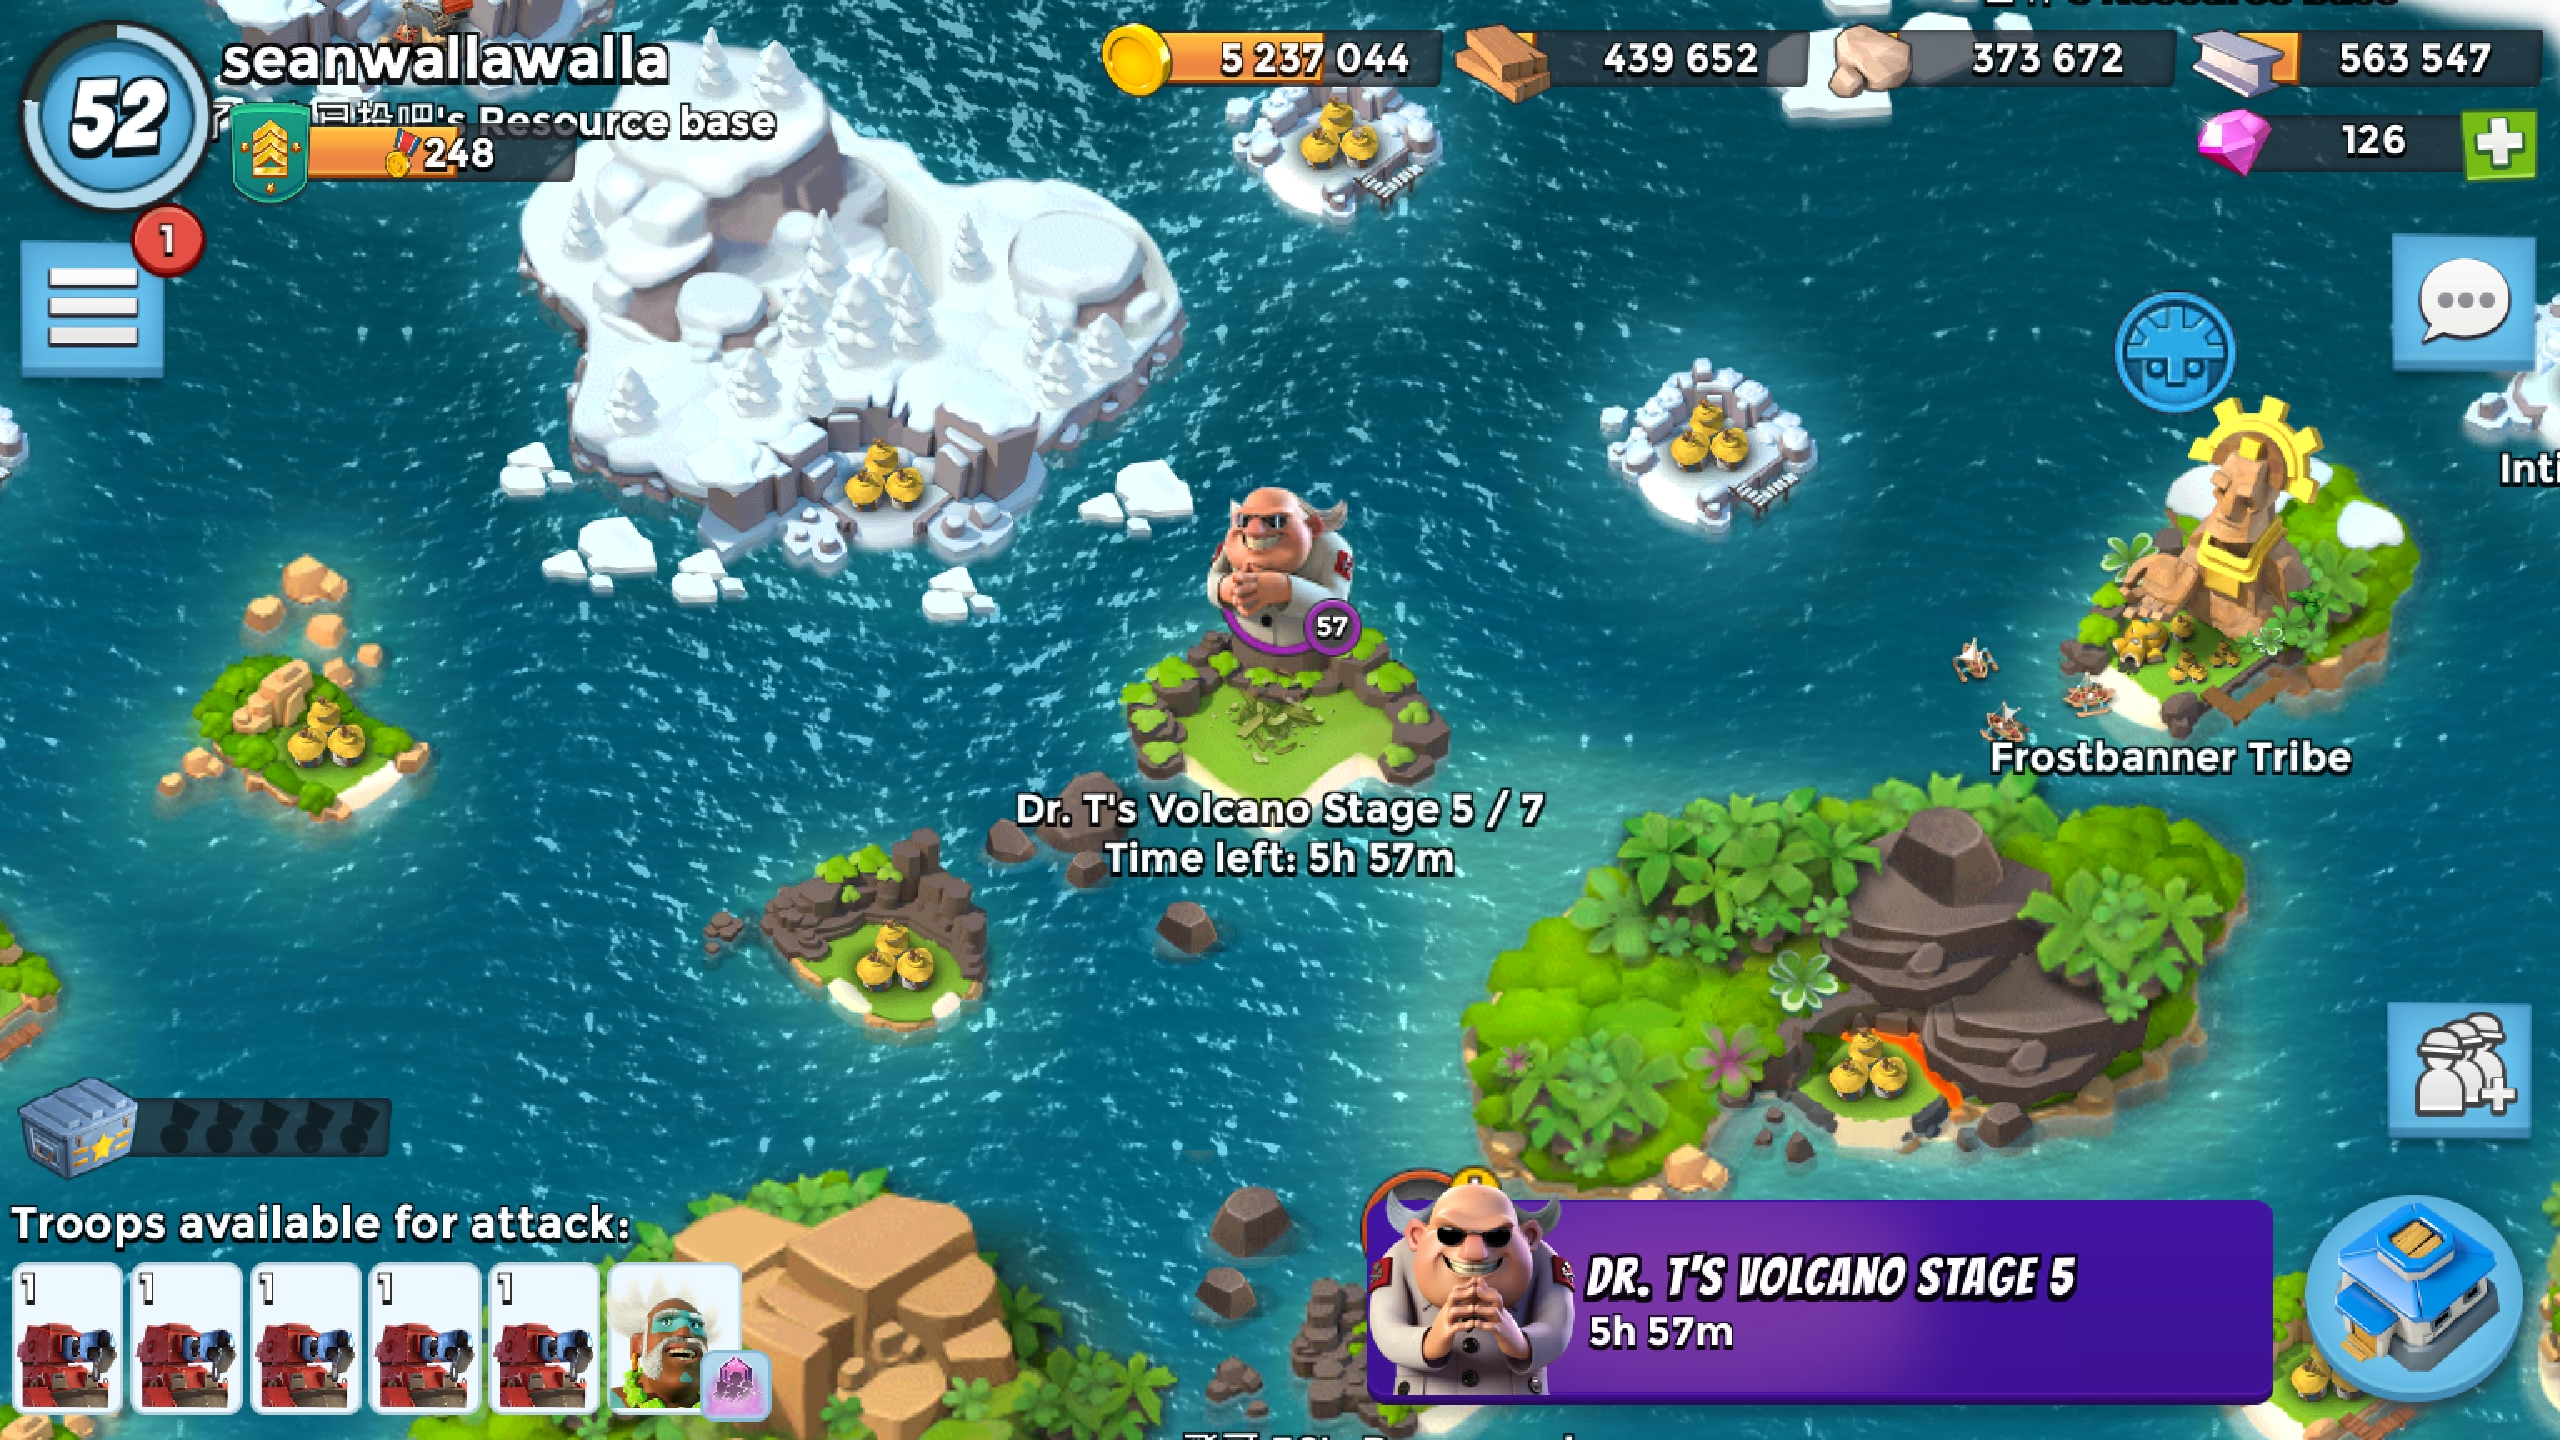 52
seanwallawalla
's Resource base
248
5 237 044
439 652
373 672
563 547
126
1
57
Frostbanner Tribe
Dr. T's Volcano Stage 5 / 7
Time left: 5h 57m
Troops available for attack:
1
1
1
1
1
DR. T'S VOLCANO STAGE 5
5h 57m